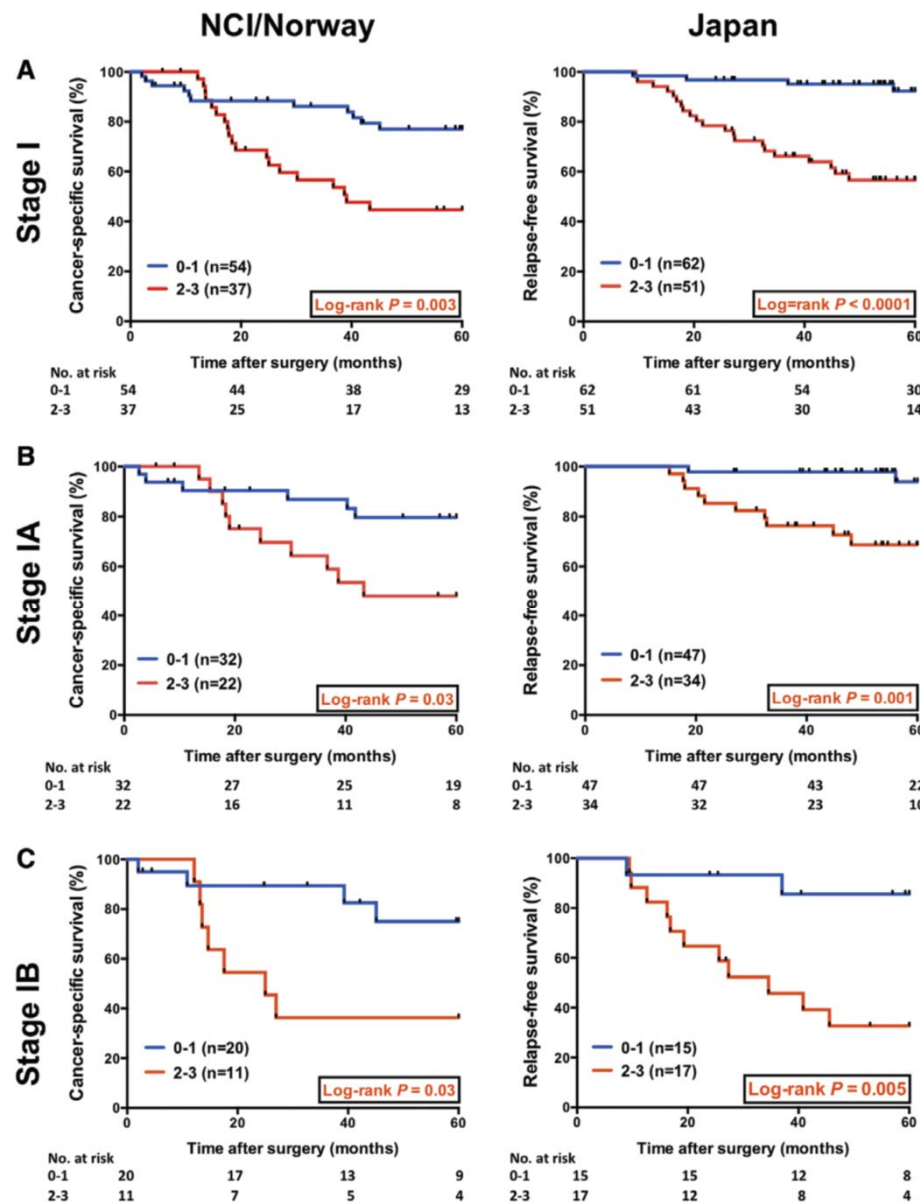 NCI/Norway
Japan
A
Stage I
Cancer-specific survival (%)
100
80
60
40
20
0
0-1 (n=54)
2-3 (n=37)
Log-rank P = 0.003
0 20 40 60
Time after surgery (months)
No. at risk
0-1 54 44 38 29
2-3 37 25 17 13
Relapse-free survival (%)
100
80
60
40
20
0
0-1 (n=62)
2-3 (n=51)
Log=rank P < 0.0001
0 20 40 60
Time after surgery (months)
No. at risk
0-1 62 61 54 30
2-3 51 43 30 14
B
Stage IA
Cancer-specific survival (%)
100
80
60
40
20
0
0-1 (n=32)
2-3 (n=22)
Log-rank P = 0.03
0 20 40 60
Time after surgery (months)
No. at risk
0-1 32 27 25 19
2-3 22 16 11 8
Relapse-free survival (%)
100
80
60
40
20
0
0-1 (n=47)
2-3 (n=34)
Log-rank P = 0.001
0 20 40 60
Time after surgery (months)
No. at risk
0-1 47 47 43 22
2-3 34 32 23 10
C
Stage IB
Cancer-specific survival (%)
100
80
60
40
20
0
0-1 (n=20)
2-3 (n=11)
Log-rank P = 0.03
0 20 40 60
Time after surgery (months)
No. at risk
0-1 20 17 13 9
2-3 11 7 5 4
Relapse-free survival (%)
100
80
60
40
20
0
0-1 (n=15)
2-3 (n=17)
Log-rank P = 0.005
0 20 40 60
Time after surgery (months)
No. at risk
0-1 15 15 12 8
2-3 17 12 8 4